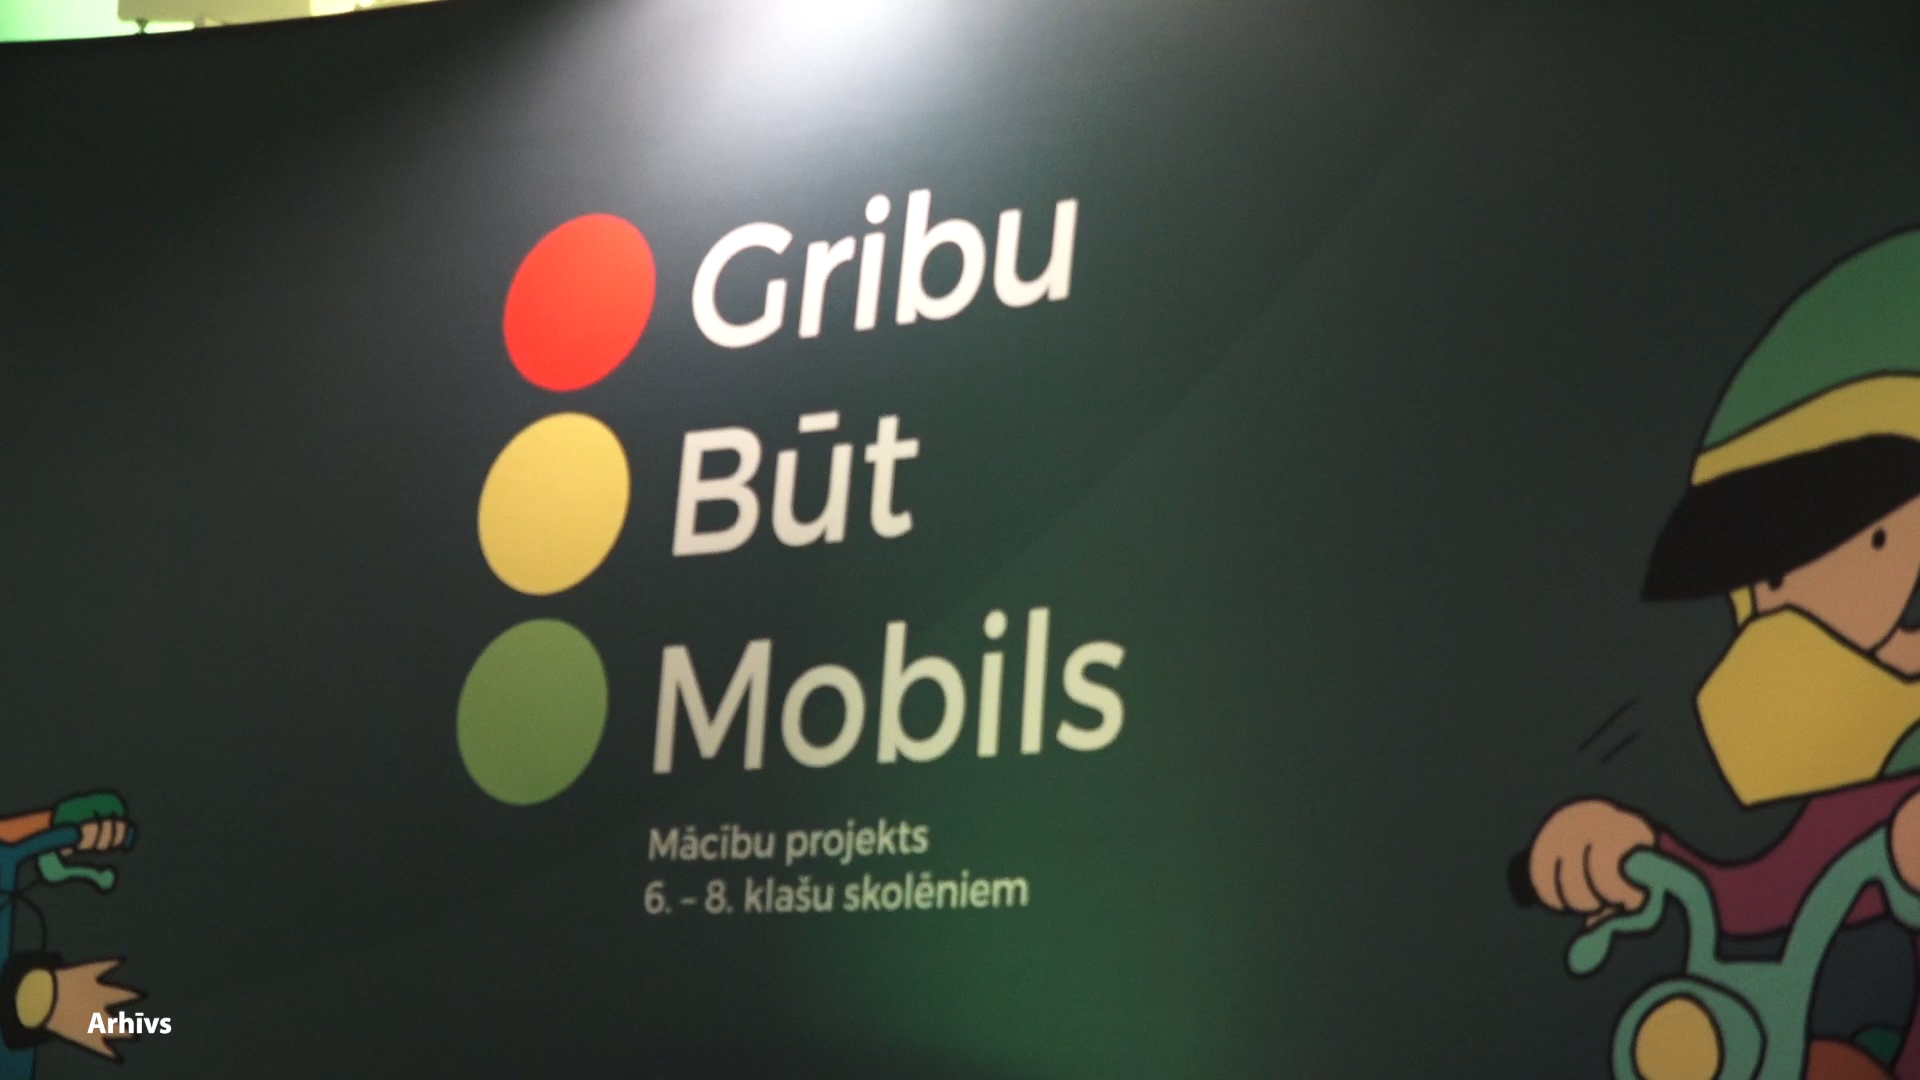 Gribu
Būt
Mobils
Mācību projekts
6. – 8. klašu skolēniem
Arhīvs